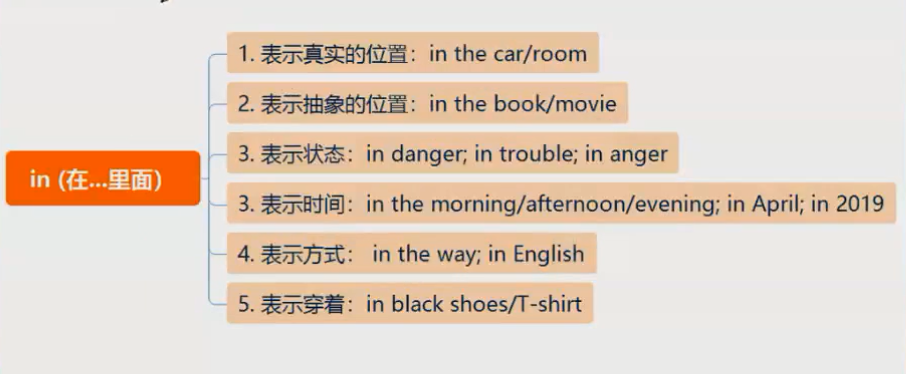 in (在...里面)
1. 表示真实的位置：in the car/room
2. 表示抽象的位置：in the book/movie
3. 表示状态：in danger; in trouble; in anger
3. 表示时间：in the morning/afternoon/evening; in April; in 2019
4. 表示方式： in the way; in English
5. 表示穿着：in black shoes/T-shirt